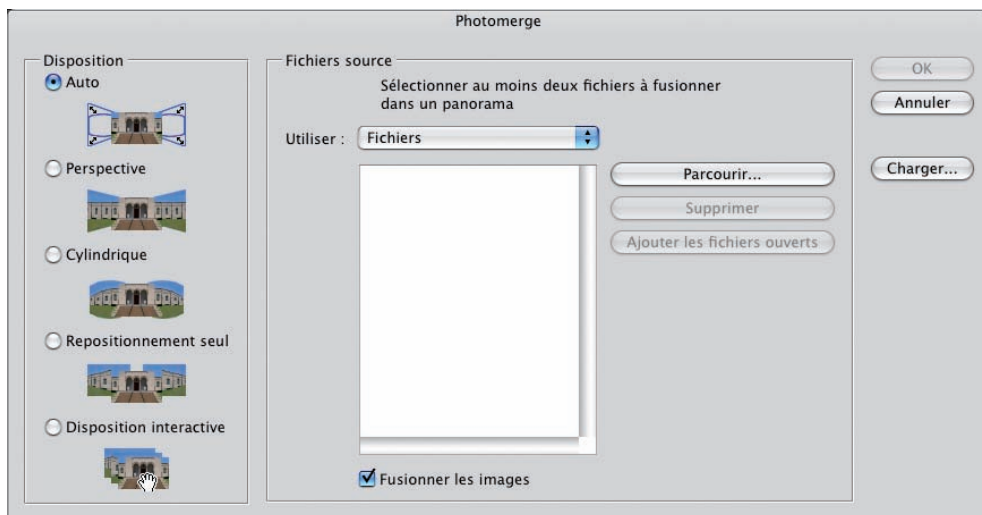 Photomerge
Disposition
Auto
Perspective
Cylindrique
Repositionnement seul
Disposition interactive
Fichiers source
Sélectionner au moins deux fichiers à fusionner
dans un panorama
Utiliser : Fichiers
Parcourir...
Supprimer
Ajouter les fichiers ouverts
Fusionner les images
OK
Annuler
Charger...